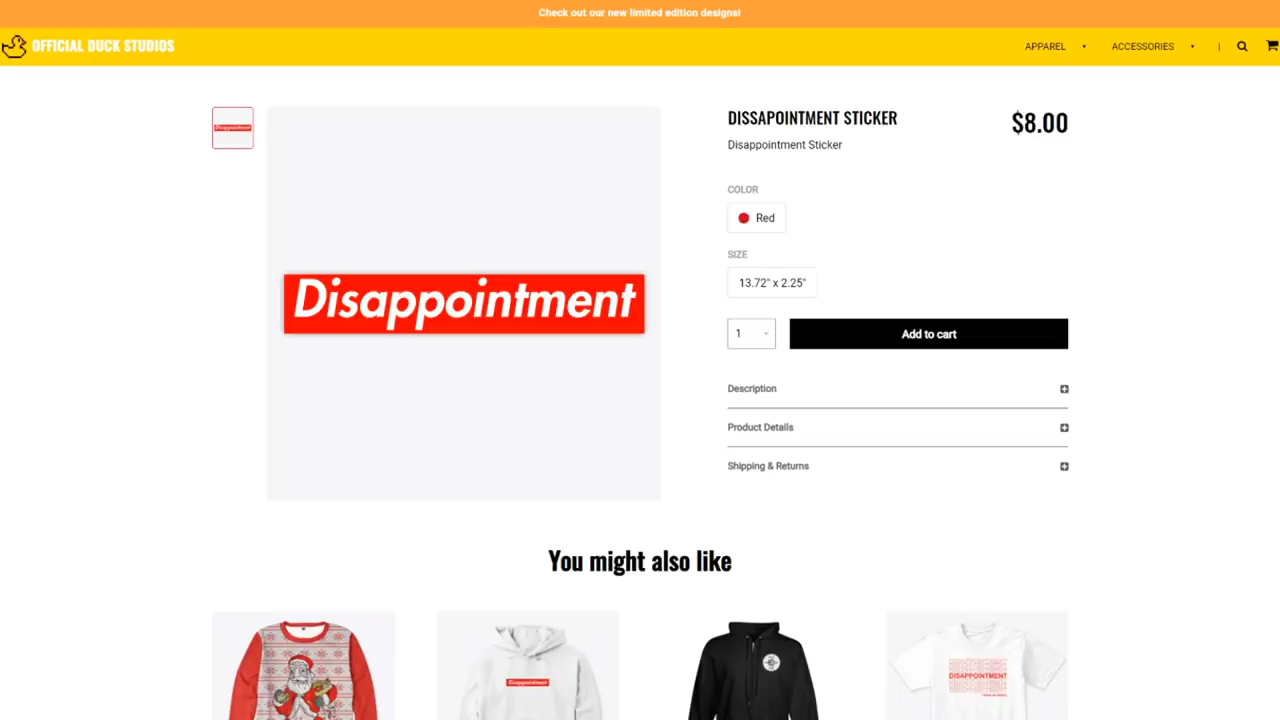 Check out our new limited edition designs!
OFFICIAL DUCK STUDIOS
APPAREL ▾ ACCESSORIES ▾ |
Disappointment
Disappointment
DISSAPOINTMENT STICKER
$8.00
Disappointment Sticker
COLOR
Red
SIZE
13.72" x 2.25"
1
Add to cart
Description
Product Details
Shipping & Returns
You might also like
Disappointment
DISAPPOINTMENT